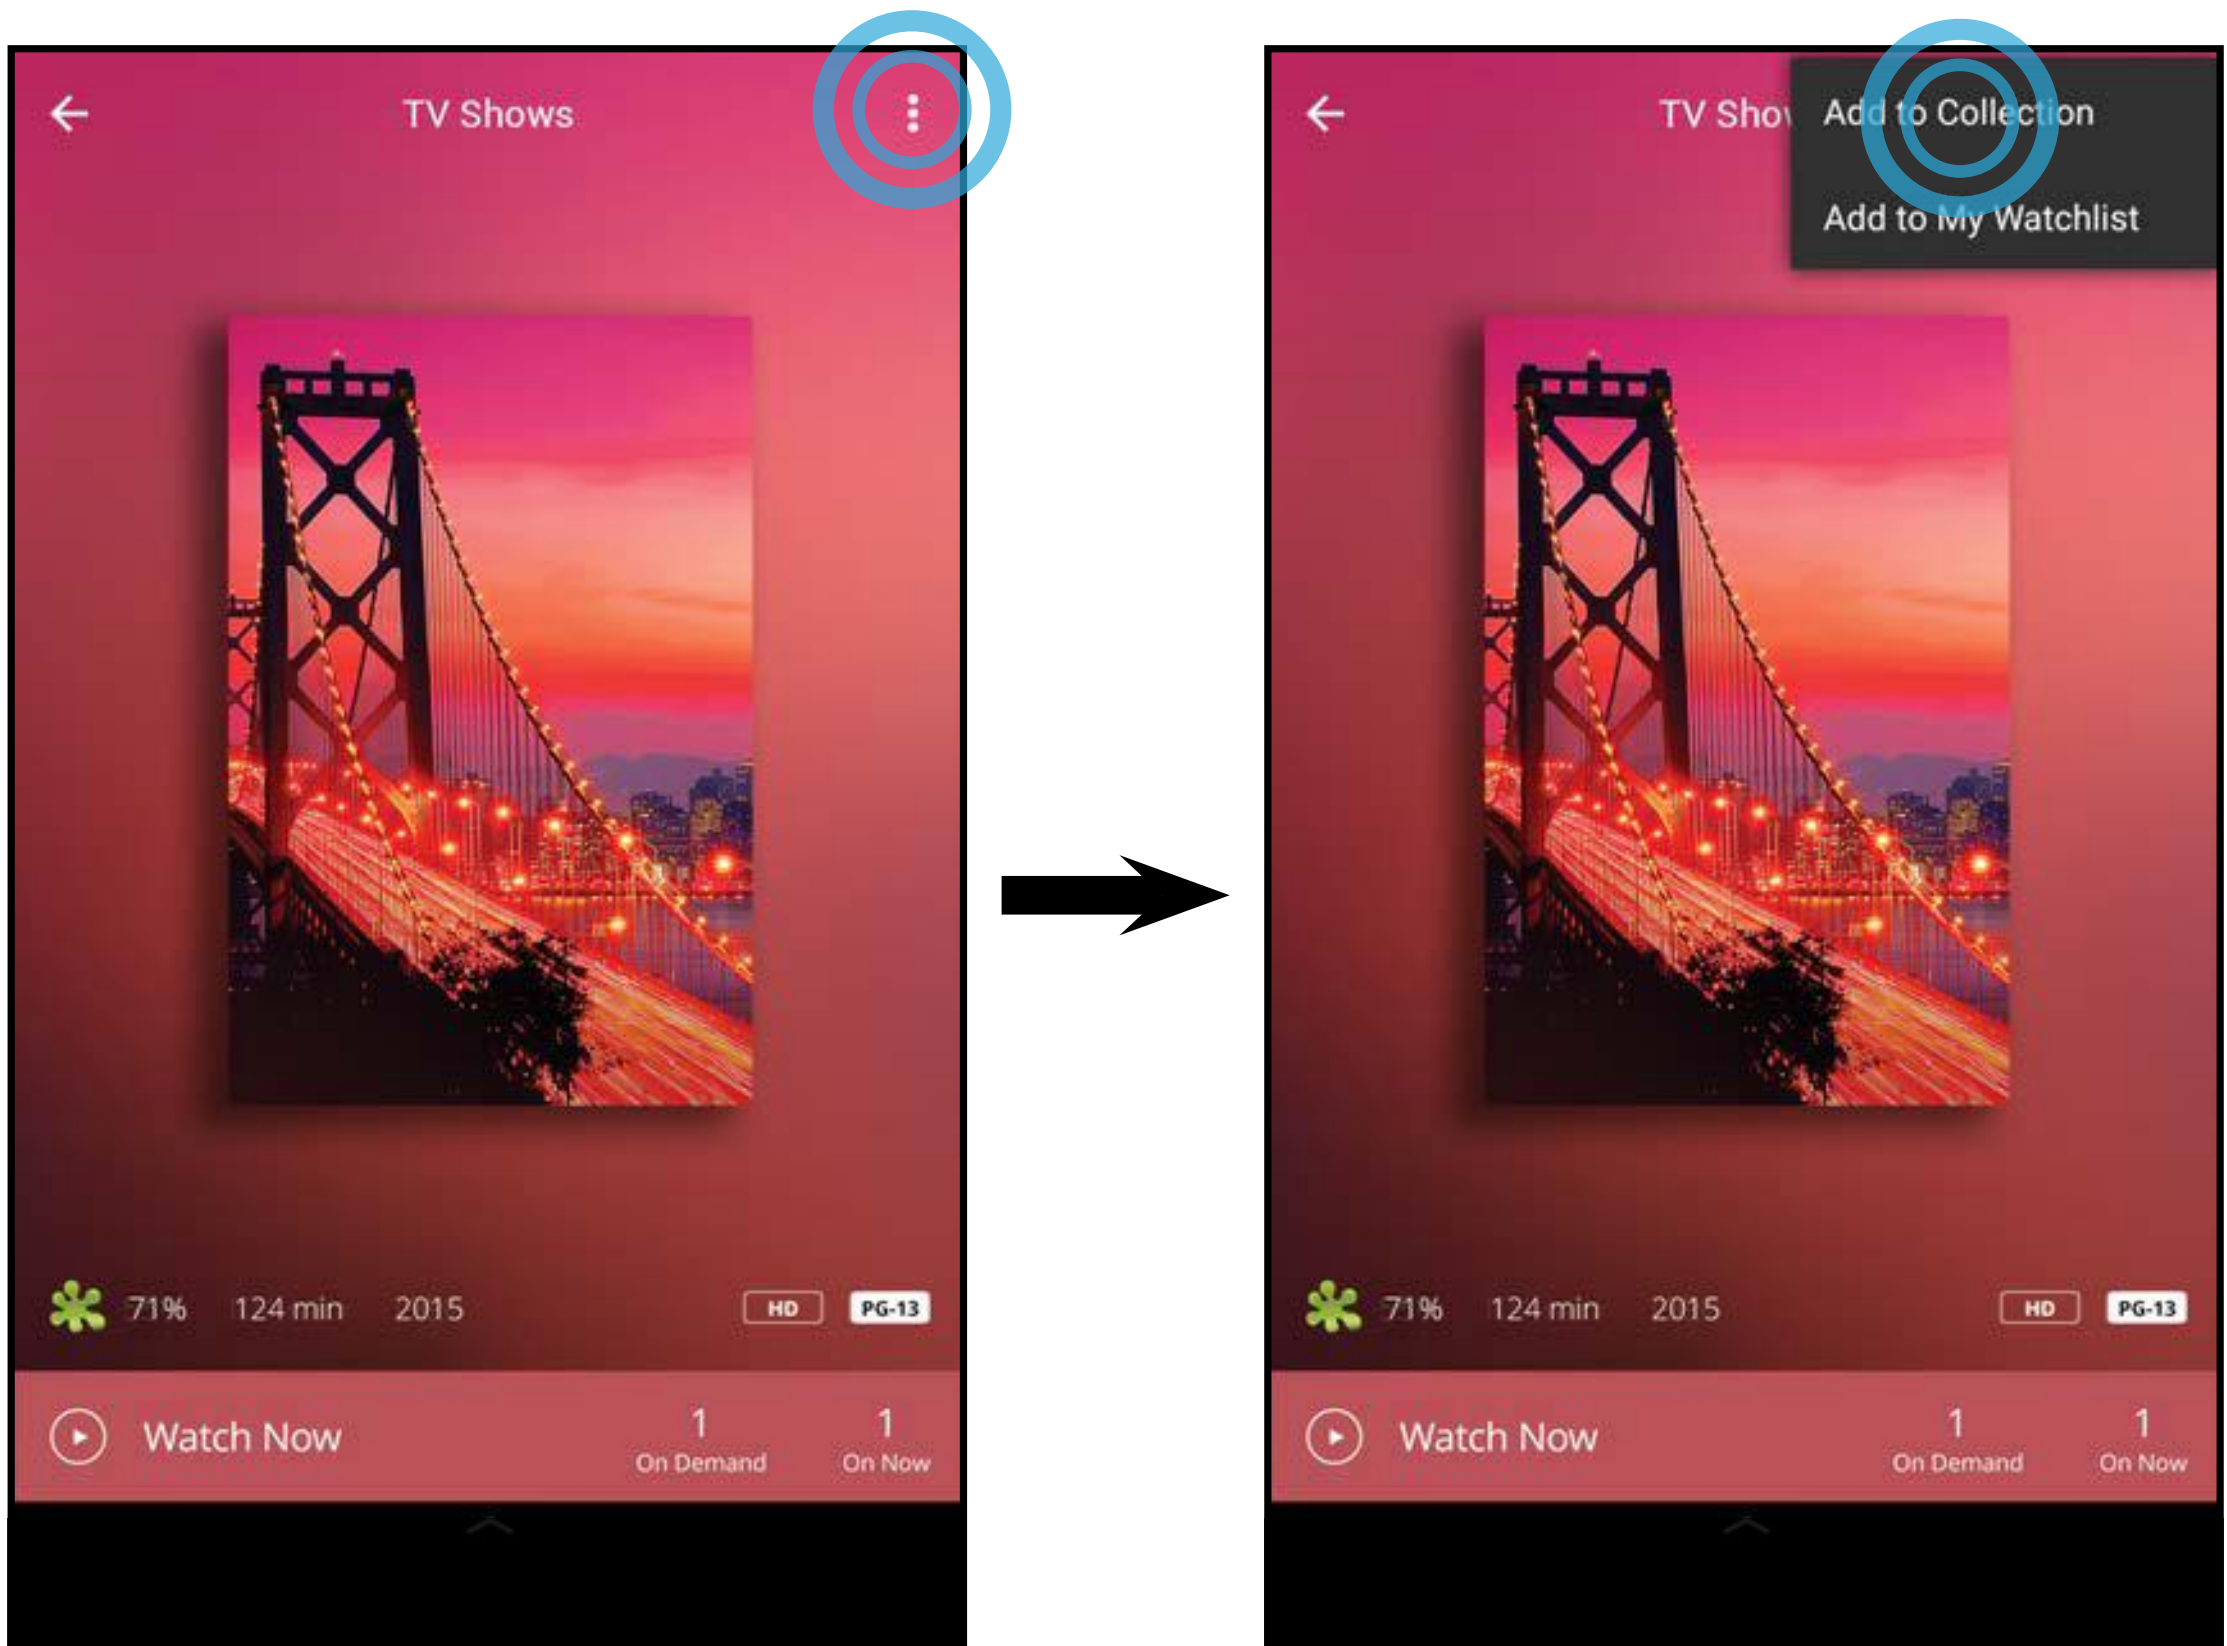 TV Shows
71% 124 min 2015 HD PG-13
Watch Now
1 On Demand
1 On Now
TV Show
Add to Collection
Add to My Watchlist
71% 124 min 2015 HD PG-13
Watch Now
1 On Demand
1 On Now